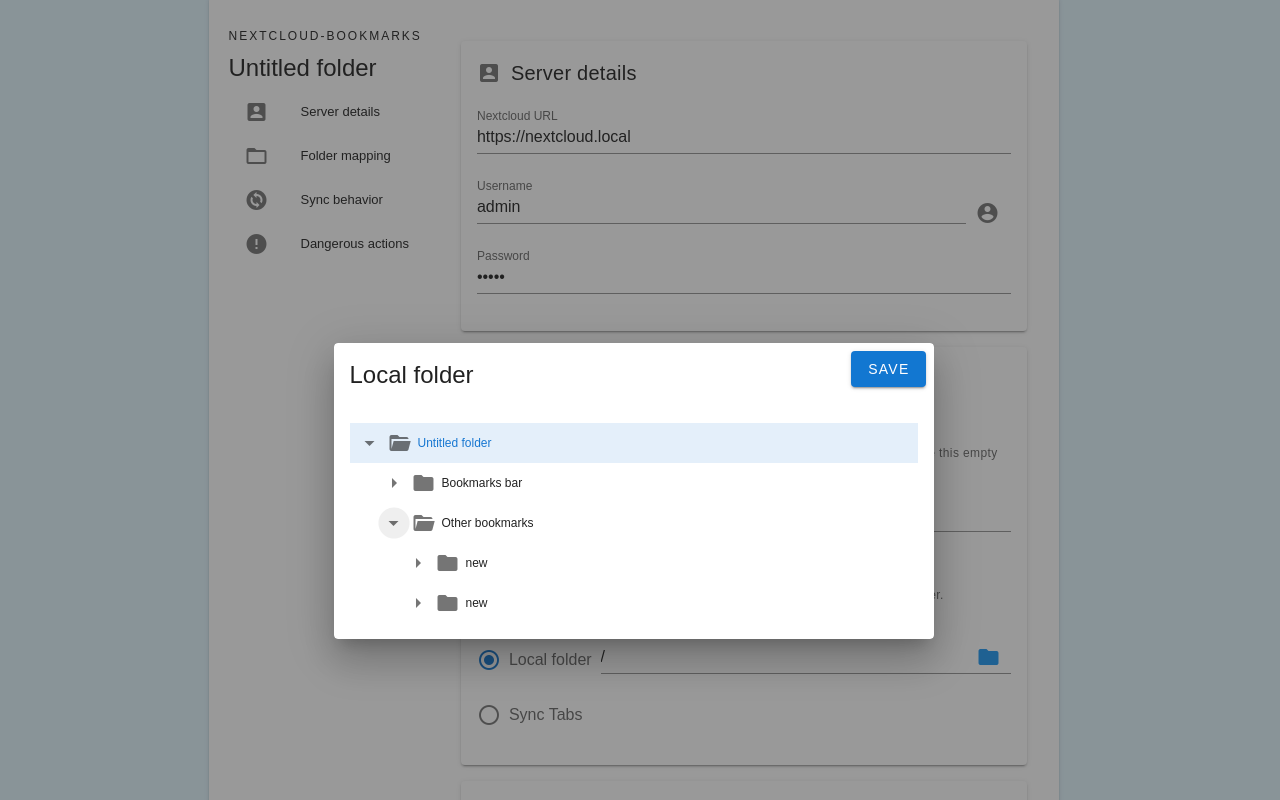 NEXTCLOUD-BOOKMARKS
Untitled folder
Server details
Folder mapping
Sync behavior
Dangerous actions
Server details
Nextcloud URL
https://nextcloud.local
Username
admin
Password
•••••
Local folder
SAVE
Untitled folder
Bookmarks bar
Other bookmarks
new
new
this empty
Local folder /
Sync Tabs